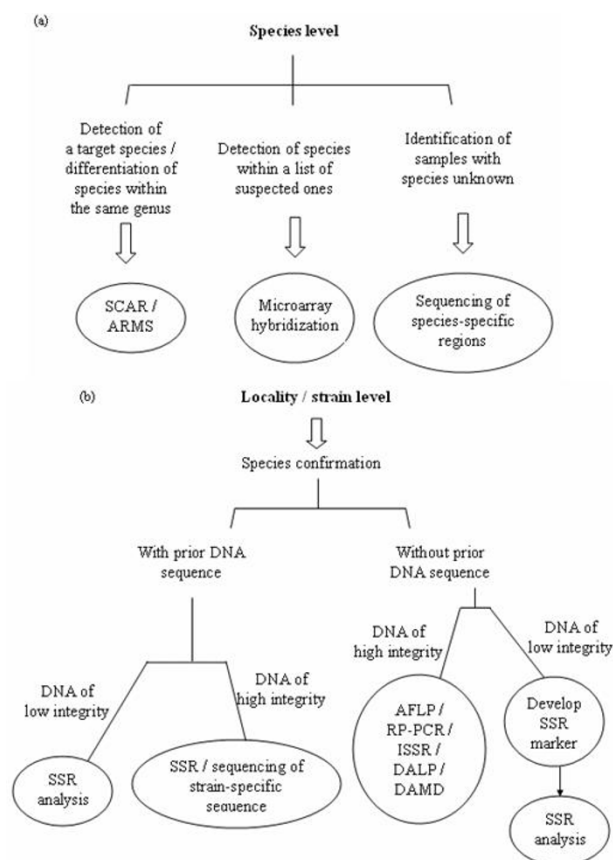 (a)
Species level
Detection of
a target species /
differentiation of
species within
the same genus
Detection of species
within a list of
suspected ones
Identification of
samples with
species unknown
SCAR /
ARMS
Microarray
hybridization
Sequencing of
species-specific
regions
(b)
Locality / strain level
Species confirmation
With prior DNA
sequence
Without prior
DNA sequence
DNA of
low integrity
DNA of
high integrity
DNA of
high integrity
DNA of
low integrity
SSR
analysis
SSR / sequencing of
strain-specific
sequence
AFLP /
RP-PCR /
ISSR /
DALP /
DAMD
Develop
SSR
marker
SSR
analysis